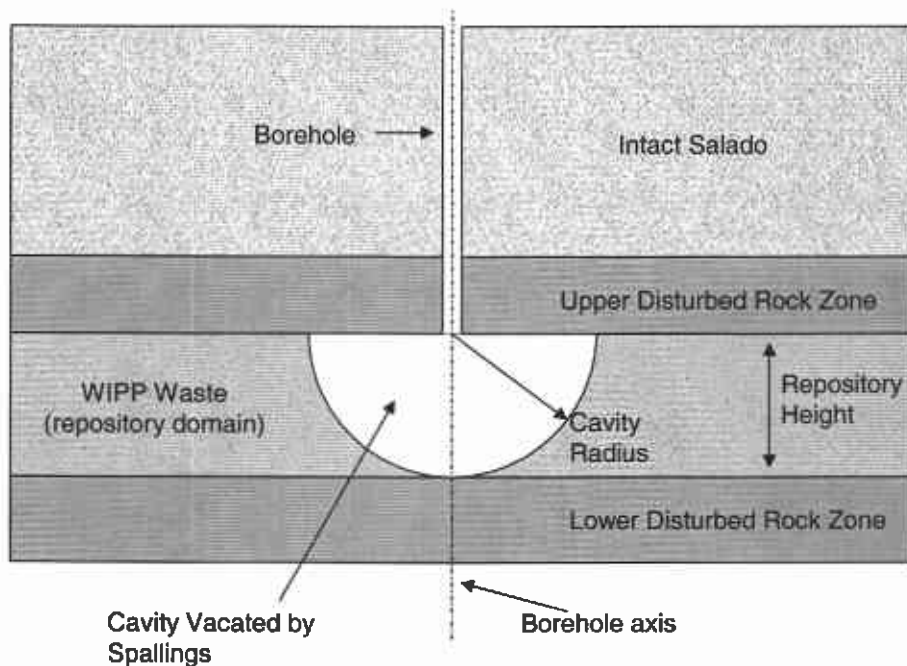 Borehole
Intact Salado
Upper Disturbed Rock Zone
WIPP Waste
(repository domain)
Repository
Height
Cavity
Radius
Lower Disturbed Rock Zone
Cavity Vacated by
Spallings
Borehole axis